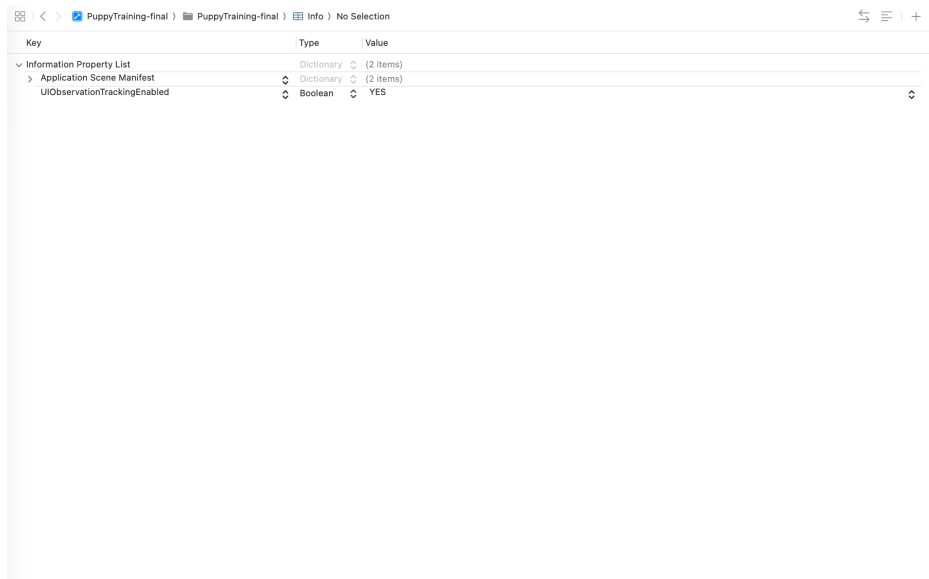 PuppyTraining-final › PuppyTraining-final › Info › No Selection
Key Type Value
Information Property List Dictionary (2 items)
Application Scene Manifest Dictionary (2 items)
UIObservationTrackingEnabled Boolean YES